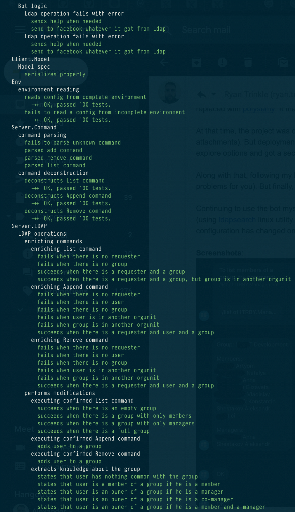 Bot logic
ldap operation fails with error
sends help when needed
send to facebook whatever it got from ldap
ldap operation fails with error
sends help when needed
send to facebook whatever it got from ldap
Client.Model
Model spec
serializes properly
Env
environment reading
reads config from complete environment
+++ OK, passed 100 tests.
fails to read a config from incomplete environment
+++ OK, passed 100 tests.
Server.Command
command parsing
fails to parse unknown command
parsed add command
parses remove command
parses list command
command deconstruction
deconstructs List command
+++ OK, passed 100 tests.
deconstructs Append command
+++ OK, passed 100 tests.
deconstructs Remove command
+++ OK, passed 100 tests.
Server.LDAP
LDAP operations
enriching commands
enriching List command
fails when there is no requester
fails when there is no group
succeeds when there is a requester and a group
succeeds when there is a requester and a group, but group is in another orgunit
enriching Append command
fails when there is no requester
fails when there is no user
fails when there is no group
fails when user is in another orgunit
fails when group is in another orgunit
succeeds when there is a requester and user and a group
enriching Remove command
fails when there is no requester
fails when there is no user
fails when there is no group
fails when user is in another orgunit
fails when group is in another orgunit
succeeds when there is a requester and user and a group
performs modifications
executing confirmed List command
succeeds when there is an empty group
succeeds when there is a group with only members
succeeds when there is a group with only managers
succeeds when there is a full group
executing confirmed Append command
adds user to a group
executing confirmed Remove command
adds user to a group
extracts knowledge about the group
states that user has nothing common with the group
states that user is a member of a group if he is a member
states that user is an owner of a group if he is a manager
states that user is an owner of a group if he is a co-manager
states that user is an owner of a group if he is a member and a manager